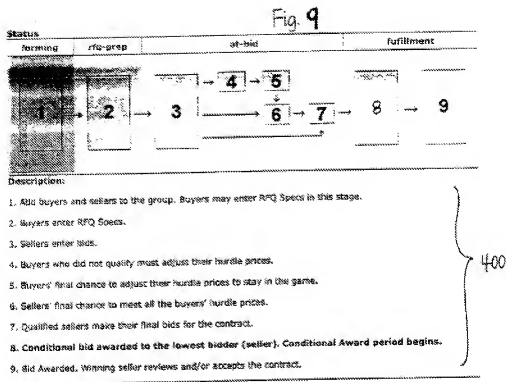 Fig. 9
Status
forming rfq-prep at-bid fufillment
4 → 5
1 → 2 → 3 → 6 → 7 → 8 → 9
Description:
1. Add buyers and sellers to the group. Buyers may enter RFQ Specs in this stage.
2. Buyers enter RFQ Specs.
3. Sellers enter bids.
4. Buyers who did not qualify must adjust their hurdle prices.
5. Buyers' final chance to adjust their hurdle prices to stay in the game.
6. Sellers' final chance to meet all the buyers' hurdle prices.
7. Qualified sellers make their final bids for the contract.
8. Conditional bid awarded to the lowest bidder (seller). Conditional Award period begins.
9. Bid Awarded. Winning seller reviews and/or accepts the contract.
400